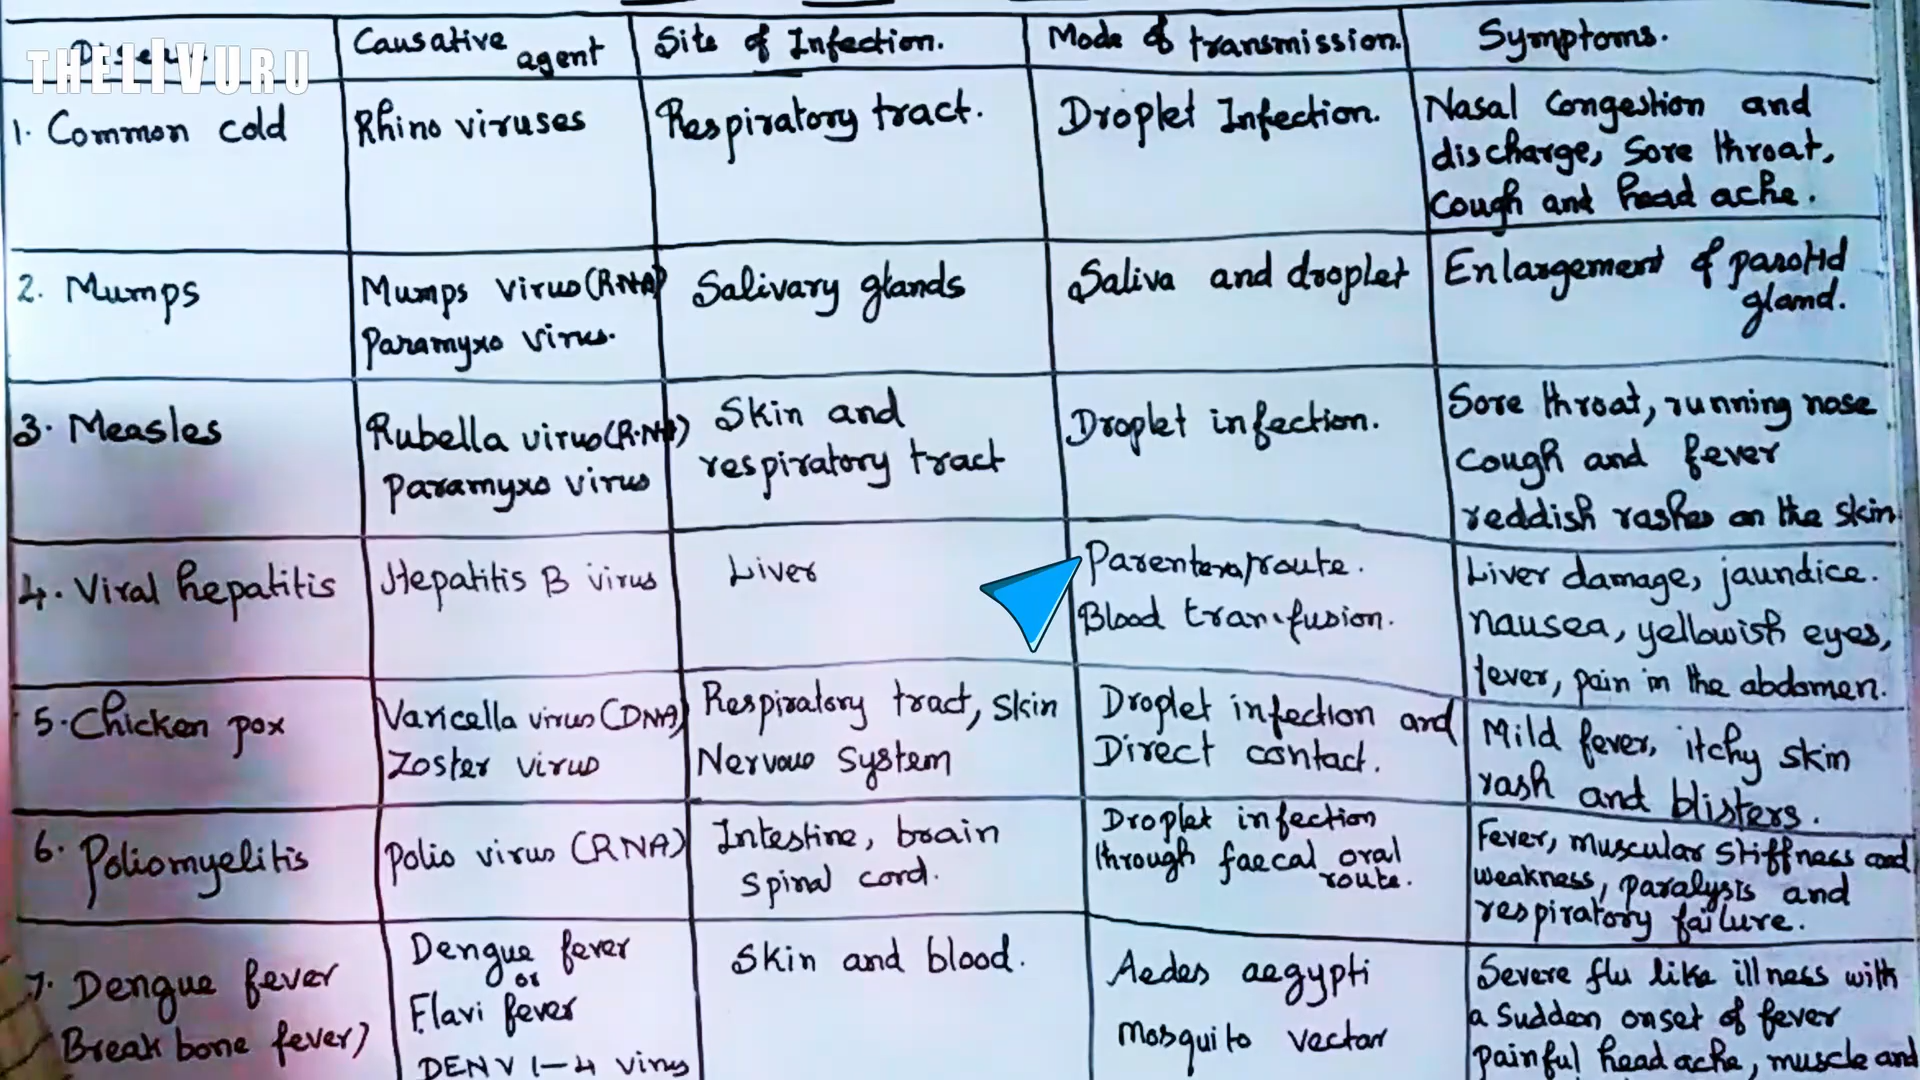 THELIVURU
Causative agent
Site of Infection.
Mode of transmission.
Symptoms.
1. Common cold
Rhino viruses
Respiratory tract.
Droplet Infection.
Nasal Congestion and
discharge, Sore throat,
Cough and head ache.
2. Mumps
Mumps virus (RNA)
Paramyxo virus.
Salivary glands
Saliva and droplet
Enlargement of parotid
gland.
3. Measles
Rubella virus (RNA)
Paramyxo virus
Skin and
respiratory tract
Droplet infection.
Sore throat, running nose
Cough and fever
reddish rashes on the skin
4. Viral hepatitis
Hepatitis B virus
Liver
Parenteral route.
Blood transfusion.
Liver damage, jaundice.
nausea, yellowish eyes,
fever, pain in the abdomen.
5. Chicken pox
Varicella virus (DNA)
Zoster virus
Respiratory tract, Skin
Nervous system
Droplet infection and
Direct contact.
Mild fever, itchy skin
rash and blisters.
6. Poliomyelitis
Polio virus (RNA)
Intestine, brain
spinal cord.
Droplet infection
through faecal oral
route.
Fever, muscular stiffness and
weakness, paralysis and
respiratory failure.
7. Dengue fever
Break bone fever)
Dengue fever
or
Flavi fever
DENV 1-4 virus
Skin and blood.
Aedes aegypti
Mosquito vector
Severe flu like illness with
a Sudden onset of fever
painful head ache, muscle and